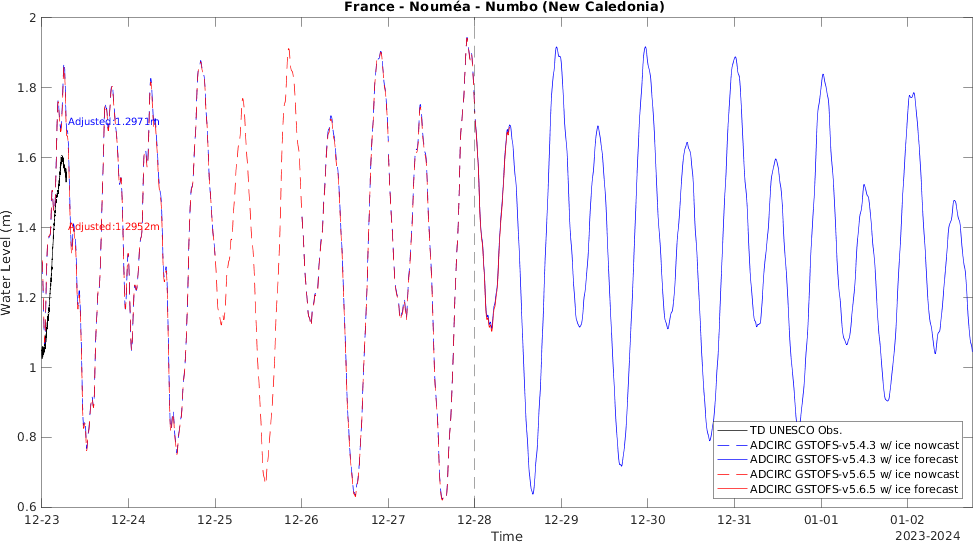 France - Nouméa - Numbo (New Caledonia)
2
1.8
1.6
1.4
1.2
1
0.8
0.6
Water Level (m)
Adjusted:1.2971m
Adjusted:1.2952m
TD UNESCO Obs.
ADCIRC GSTOFS-v5.4.3 w/ ice nowcast
ADCIRC GSTOFS-v5.4.3 w/ ice forecast
ADCIRC GSTOFS-v5.6.5 w/ ice nowcast
ADCIRC GSTOFS-v5.6.5 w/ ice forecast
12-23 12-24 12-25 12-26 12-27 12-28 12-29 12-30 12-31 01-01 01-02
Time
2023-2024